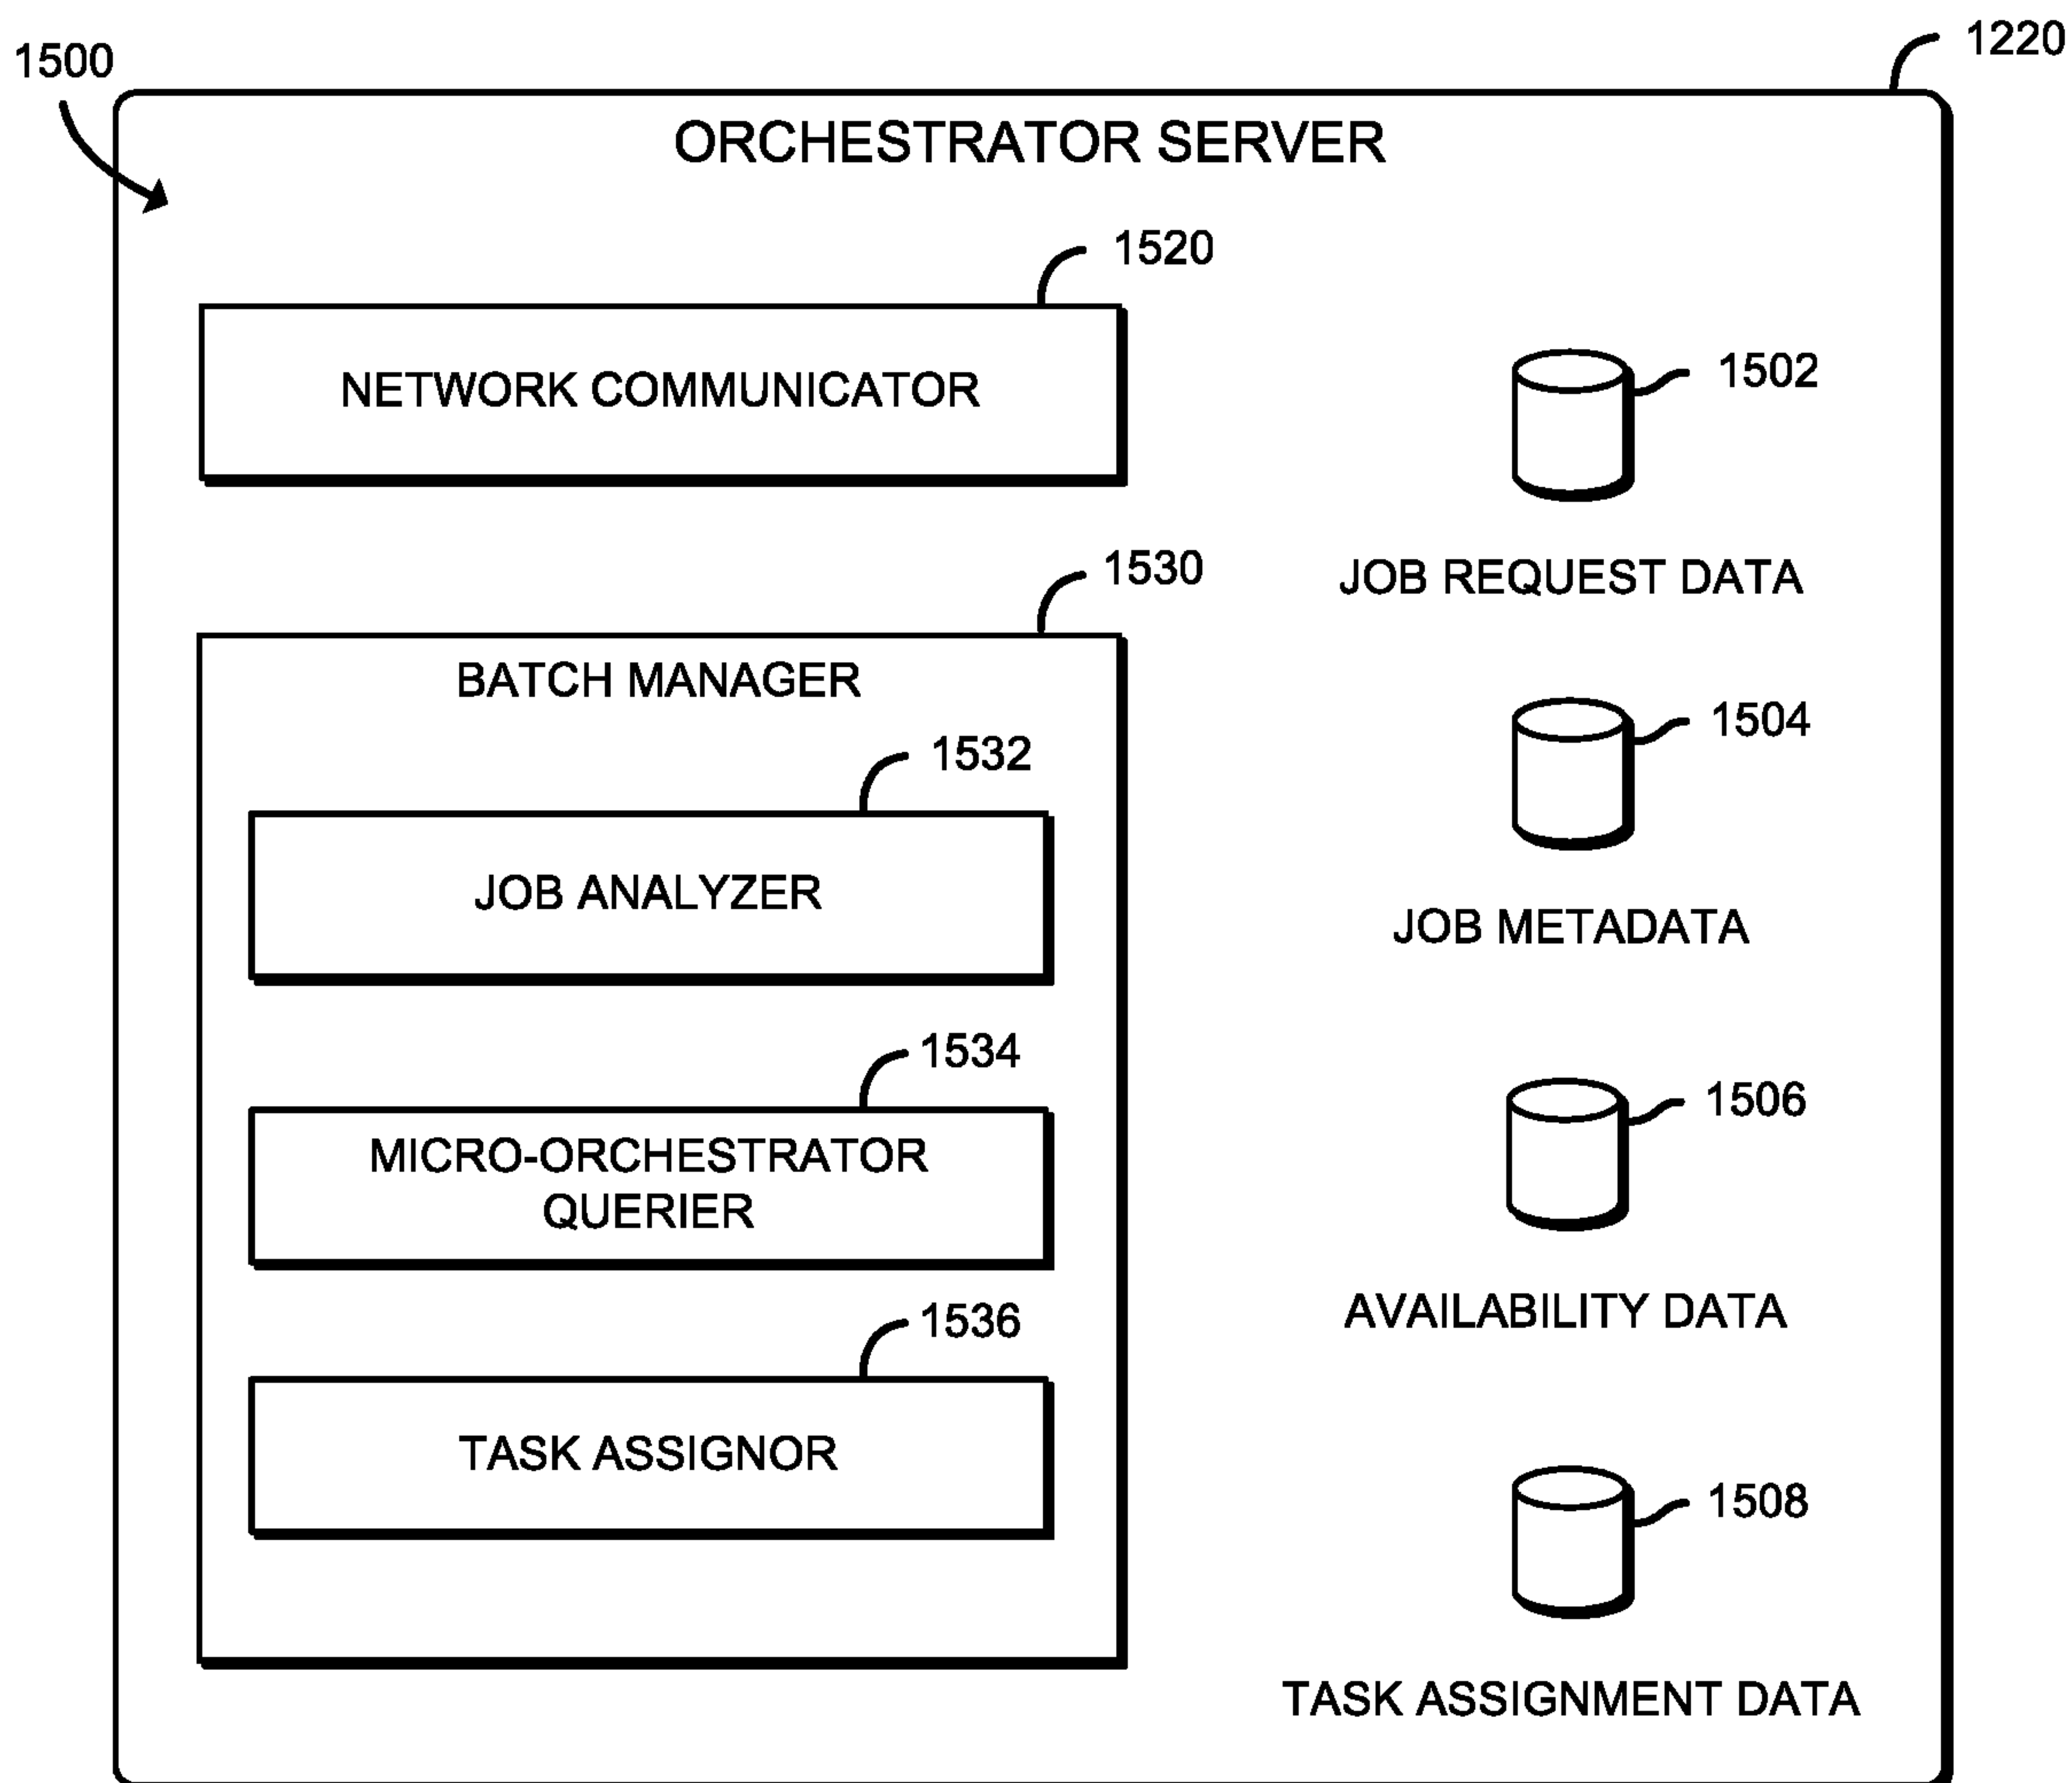 1500
1220
ORCHESTRATOR SERVER
1520
NETWORK COMMUNICATOR
1502
JOB REQUEST DATA
1530
BATCH MANAGER
1504
1532
JOB ANALYZER
JOB METADATA
1534
MICRO-ORCHESTRATOR
QUERIER
1506
AVAILABILITY DATA
1536
TASK ASSIGNOR
1508
TASK ASSIGNMENT DATA